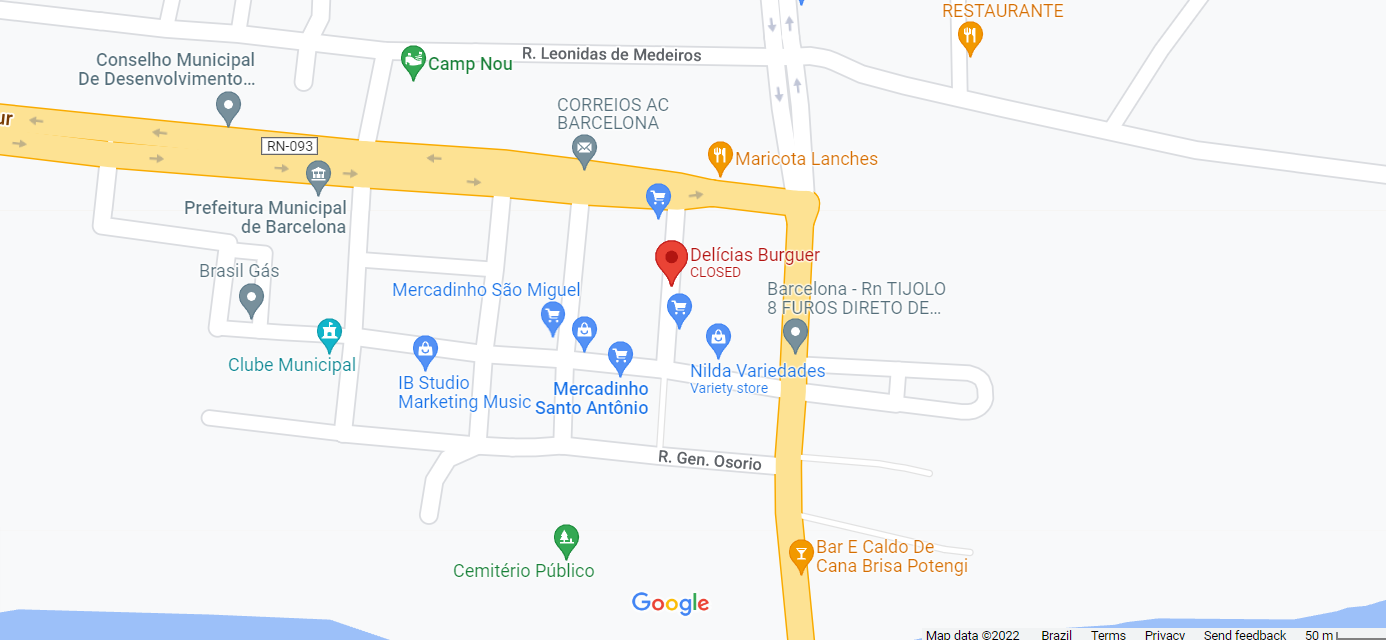 RESTAURANTE
R. Leonidas de Medeiros
Conselho Municipal
De Desenvolvimento...
Camp Nou
CORREIOS AC
BARCELONA
ur
RN-093
Maricota Lanches
Prefeitura Municipal
de Barcelona
Delícias Burguer
CLOSED
Brasil Gás
Mercadinho São Miguel
Barcelona - Rn TIJOLO
8 FUROS DIRETO DE...
Clube Municipal
IB Studio
Marketing Music
Mercadinho
Santo Antônio
Nilda Variedades
Variety store
R. Gen. Osorio
Bar E Caldo De
Cana Brisa Potengi
Cemitério Público
Google
Map data ©2022 Brazil Terms Privacy Send feedback 50 m